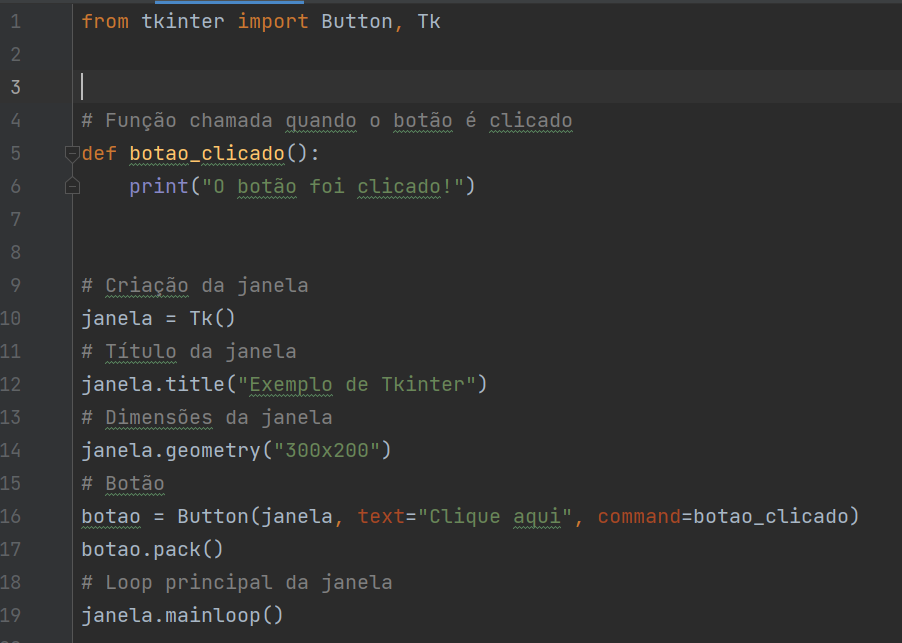 1 from tkinter import Button, Tk
2
3
4 # Função chamada quando o botão é clicado
5 def botao_clicado():
6     print("O botão foi clicado!")
7
8
9 # Criação da janela
10 janela = Tk()
11 # Título da janela
12 janela.title("Exemplo de Tkinter")
13 # Dimensões da janela
14 janela.geometry("300x200")
15 # Botão
16 botao = Button(janela, text="Clique aqui", command=botao_clicado)
17 botao.pack()
18 # Loop principal da janela
19 janela.mainloop()